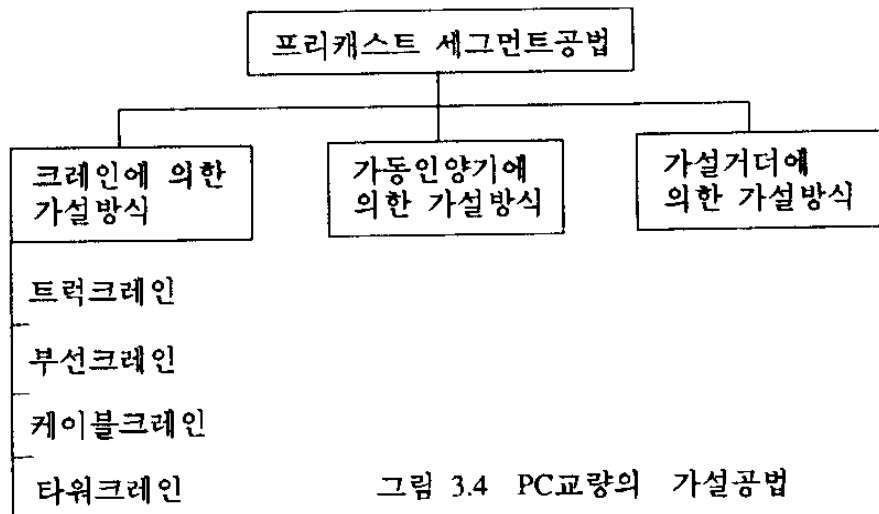 프리캐스트 세그먼트공법
크레인에 의한
가설방식
가동인양기에
의한 가설방식
가설거더에
의한 가설방식
트럭크레인
부선크레인
케이블크레인
타워크레인
그림 3.4 PC교량의 가설공법